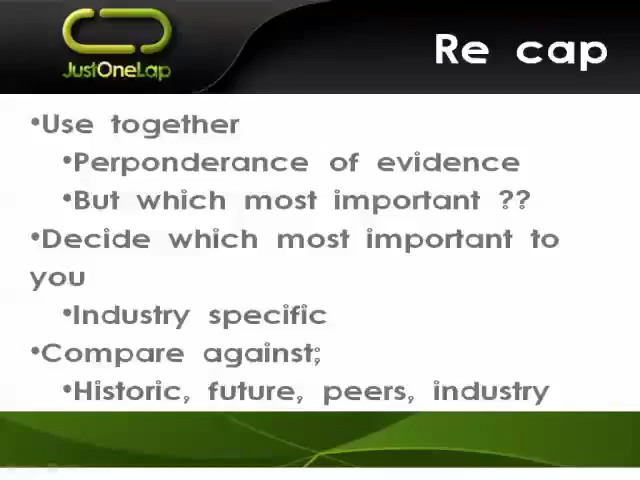 JustOneLap
Re cap
•Use together
•Perponderance of evidence
•But which most important ??
•Decide which most important to
you
•Industry specific
•Compare against;
•Historic, future, peers, industry